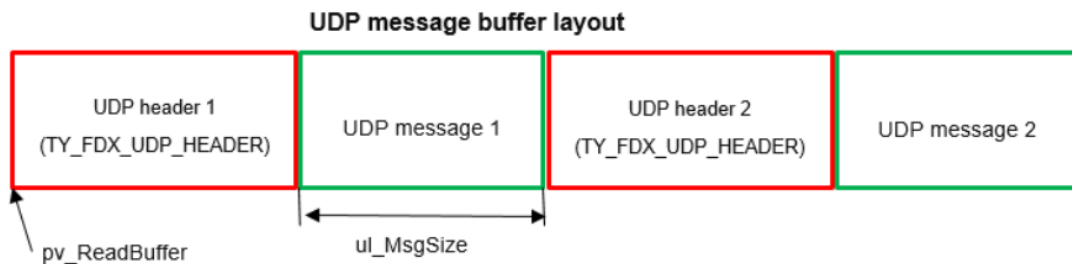 UDP message buffer layout
UDP header 1
(TY_FDX_UDP_HEADER)
UDP message 1
UDP header 2
(TY_FDX_UDP_HEADER)
UDP message 2
pv_ReadBuffer
ul_MsgSize